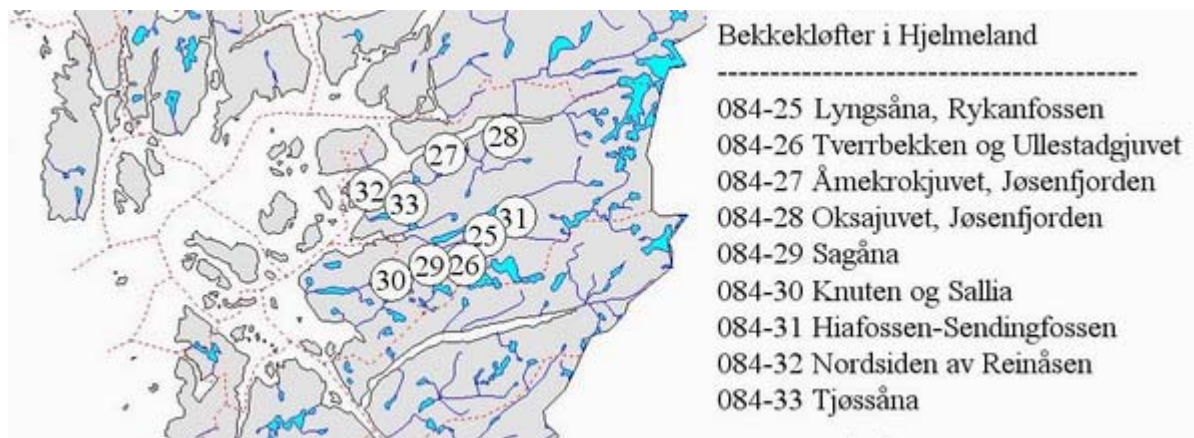 28
27
32
33
31
25
29
26
30
Bekkekløfter i Hjelmeland
----------------------------------------
084-25 Lyngsåna, Rykanfossen
084-26 Tverrbekken og Ullestadgjuvet
084-27 Åmekrokjuvet, Jøsenfjorden
084-28 Oksajuvet, Jøsenfjorden
084-29 Sagåna
084-30 Knuten og Sallia
084-31 Hiafossen-Sendingfossen
084-32 Nordsiden av Reinåsen
084-33 Tjøssåna